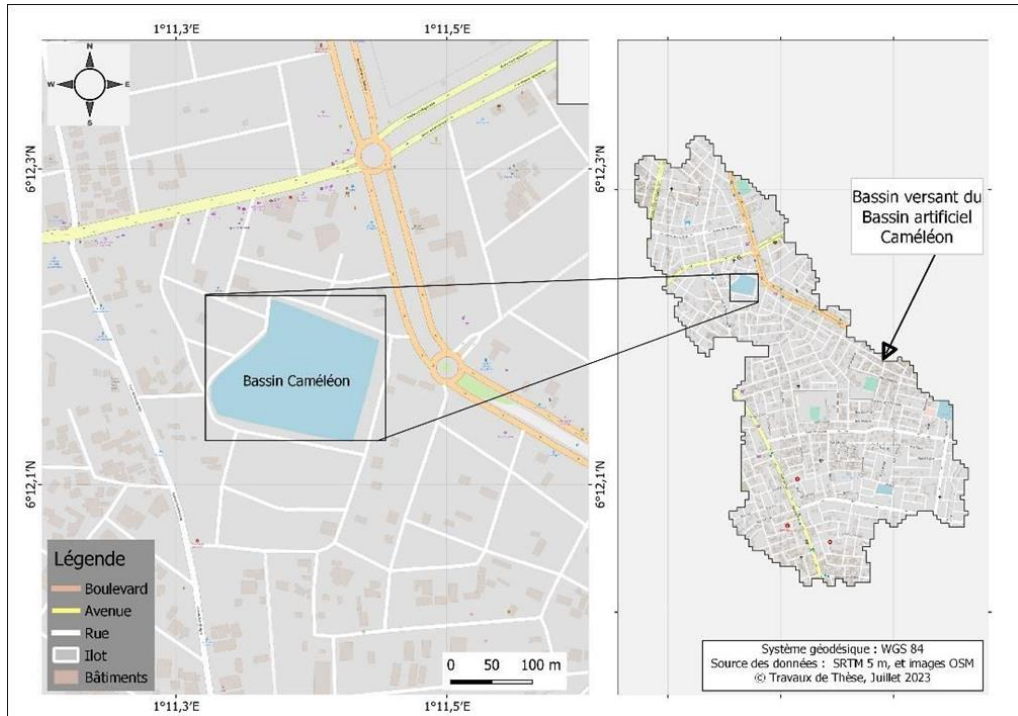 1°11,3'E
1°11,5'E
N
W
E
S
6°12,3'N
6°12,3'N
Bassin versant du
Bassin artificiel
Caméléon
Bassin Caméléon
6°12,1'N
6°12,1'N
Légende
Boulevard
Avenue
Rue
Ilot
Bâtiments
0 50 100 m
Système géodésique : WGS 84
Source des données : SRTM 5 m, et images OSM
© Travaux de Thèse, Juillet 2023
1°11,3'E
1°11,5'E